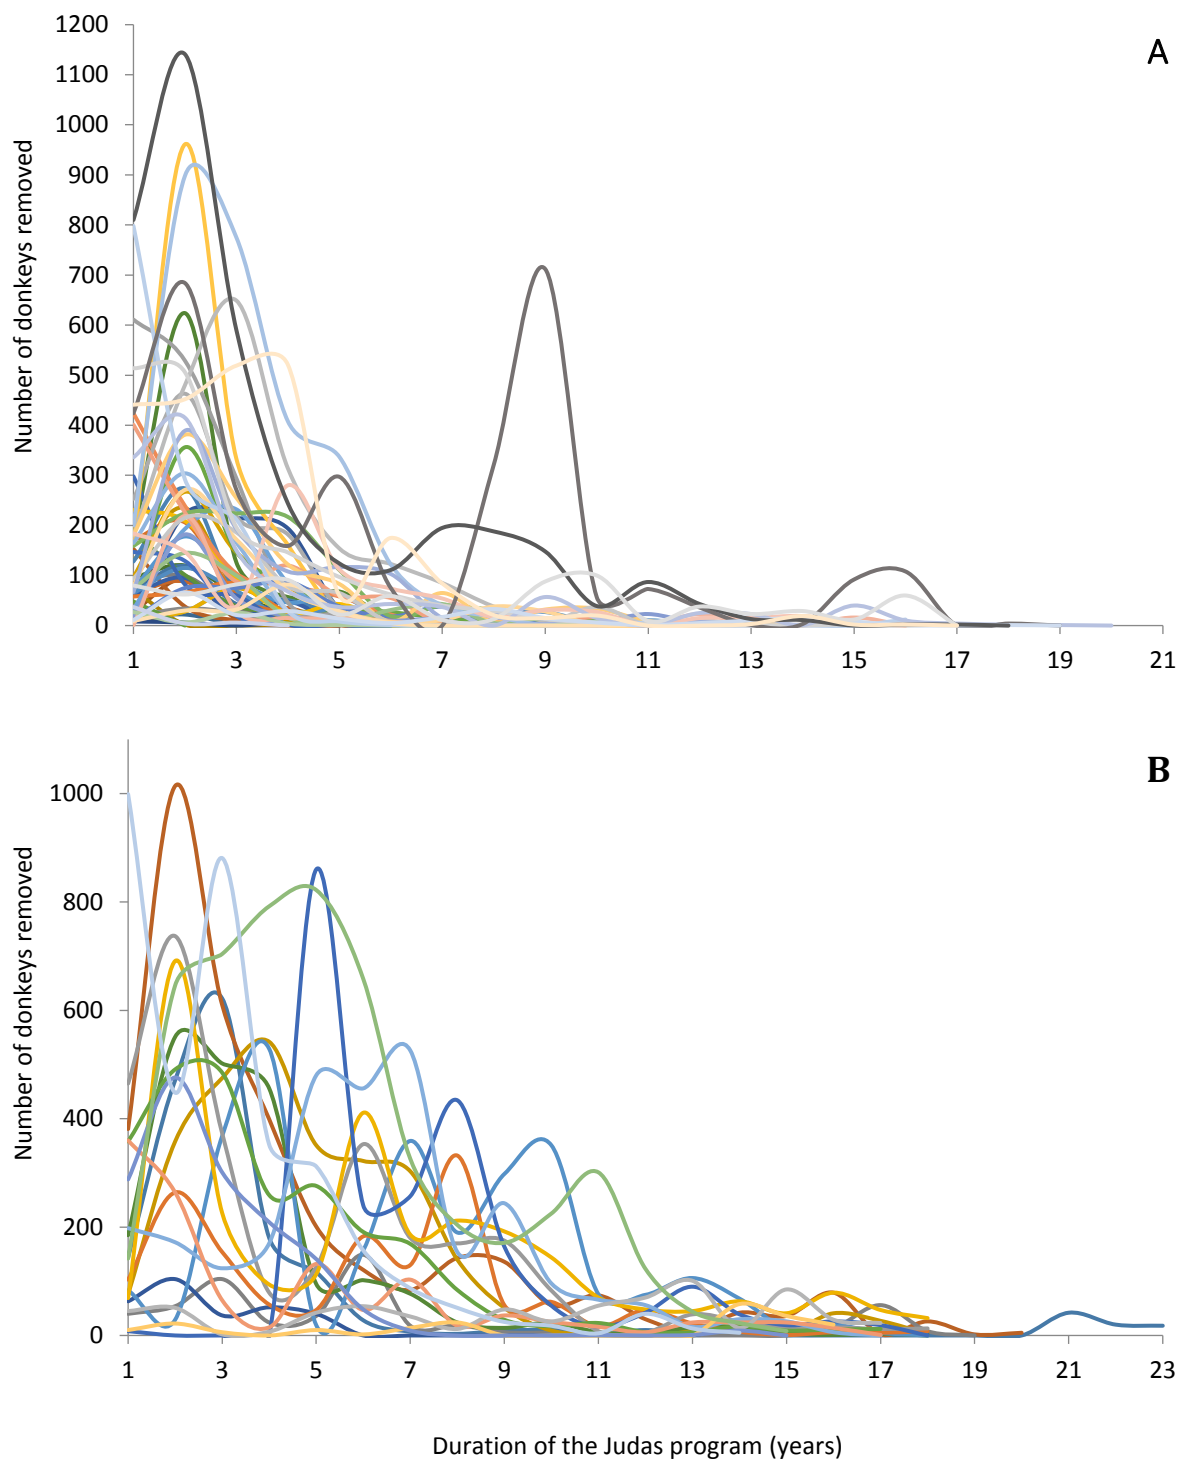 A
Number of donkeys removed
1200
1100
1000
900
800
700
600
500
400
300
200
100
0
1 3 5 7 9 11 13 15 17 19 21
B
Number of donkeys removed
1000
800
600
400
200
0
1 3 5 7 9 11 13 15 17 19 21 23
Duration of the Judas program (years)